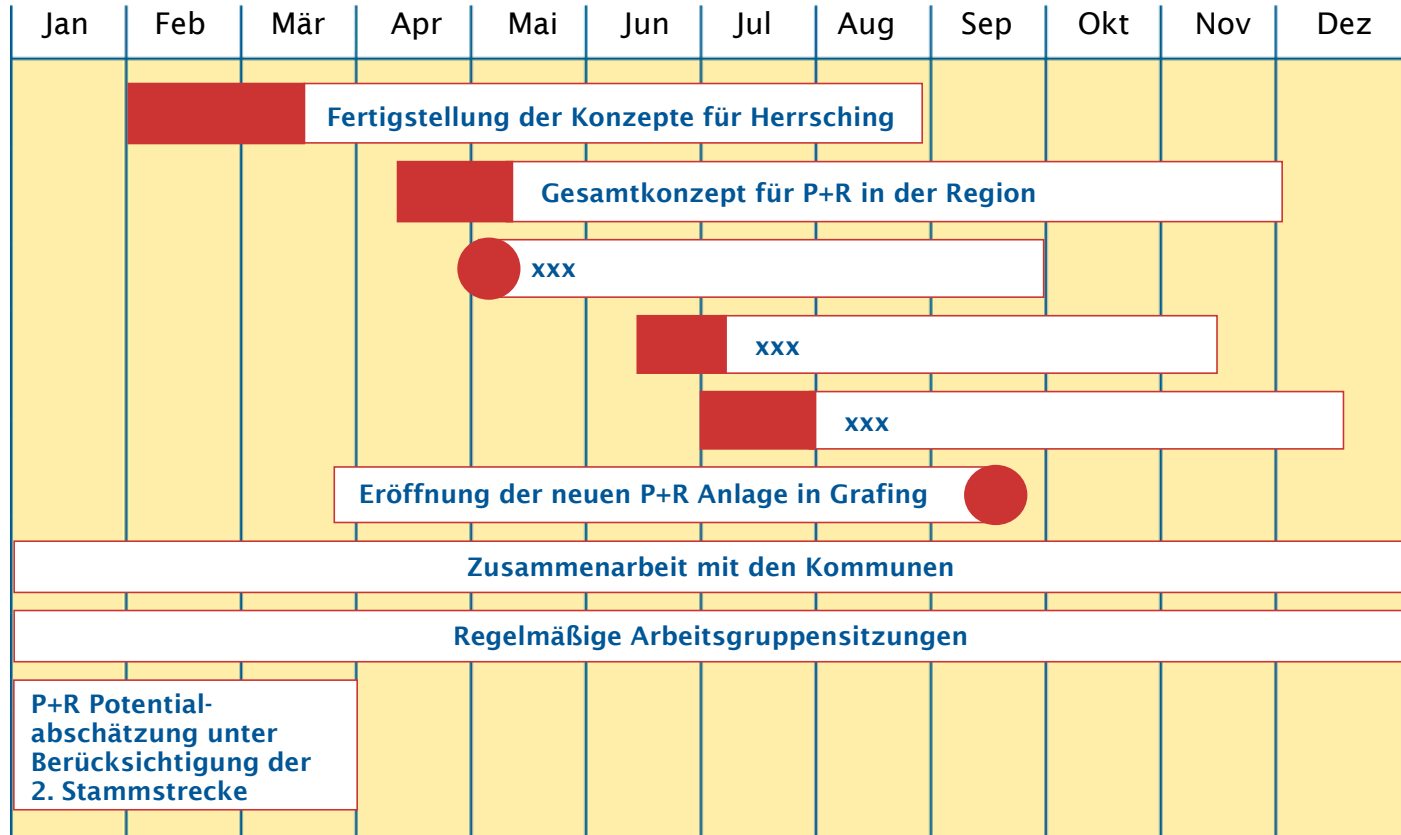 Jan Feb Mär Apr Mai Jun Jul Aug Sep Okt Nov Dez
Fertigstellung der Konzepte für Herrsching
Gesamtkonzept für P+R in der Region
xxx
xxx
xxx
Eröffnung der neuen P+R Anlage in Grafing
Zusammenarbeit mit den Kommunen
Regelmäßige Arbeitsgruppensitzungen
P+R Potential-
abschätzung unter
Berücksichtigung der
2. Stammstrecke